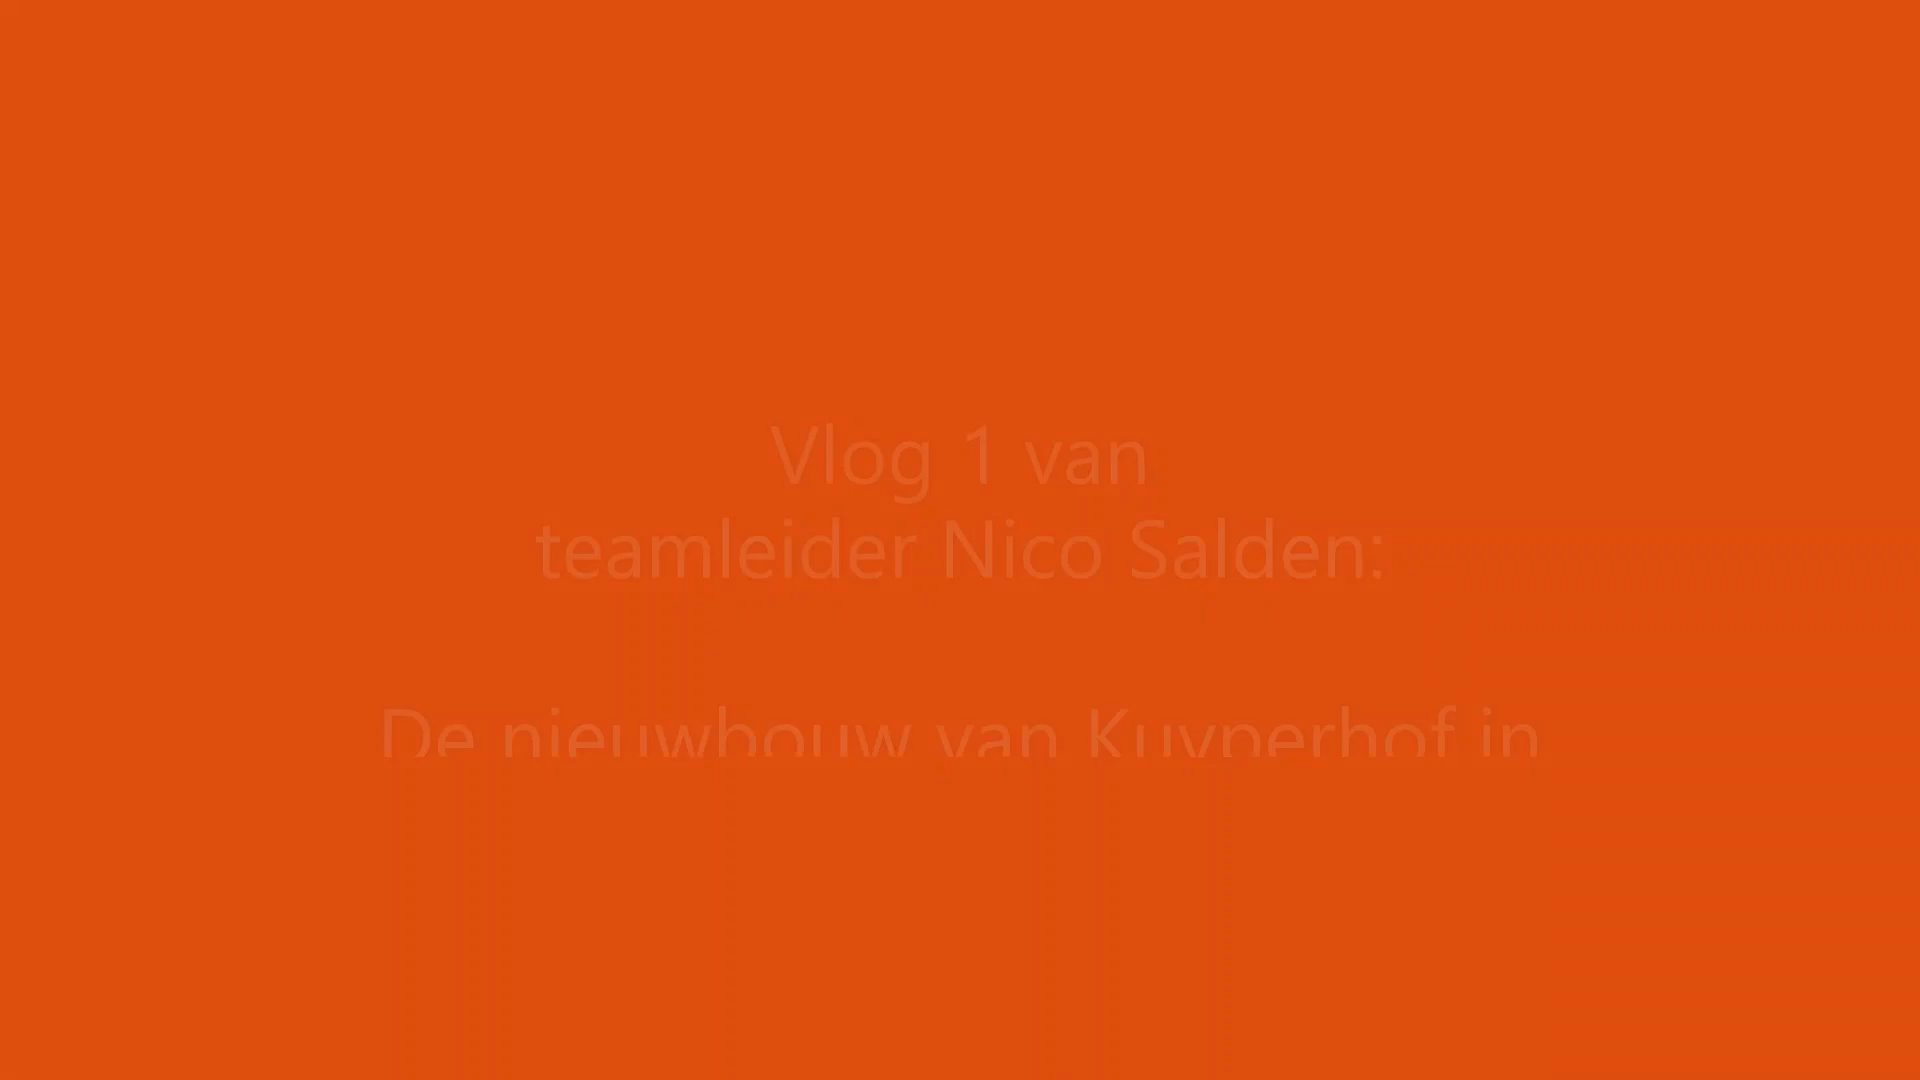 Vlog 1 van
teamleider Nico Salden:
De nieuwbouw van Kuyperhof in